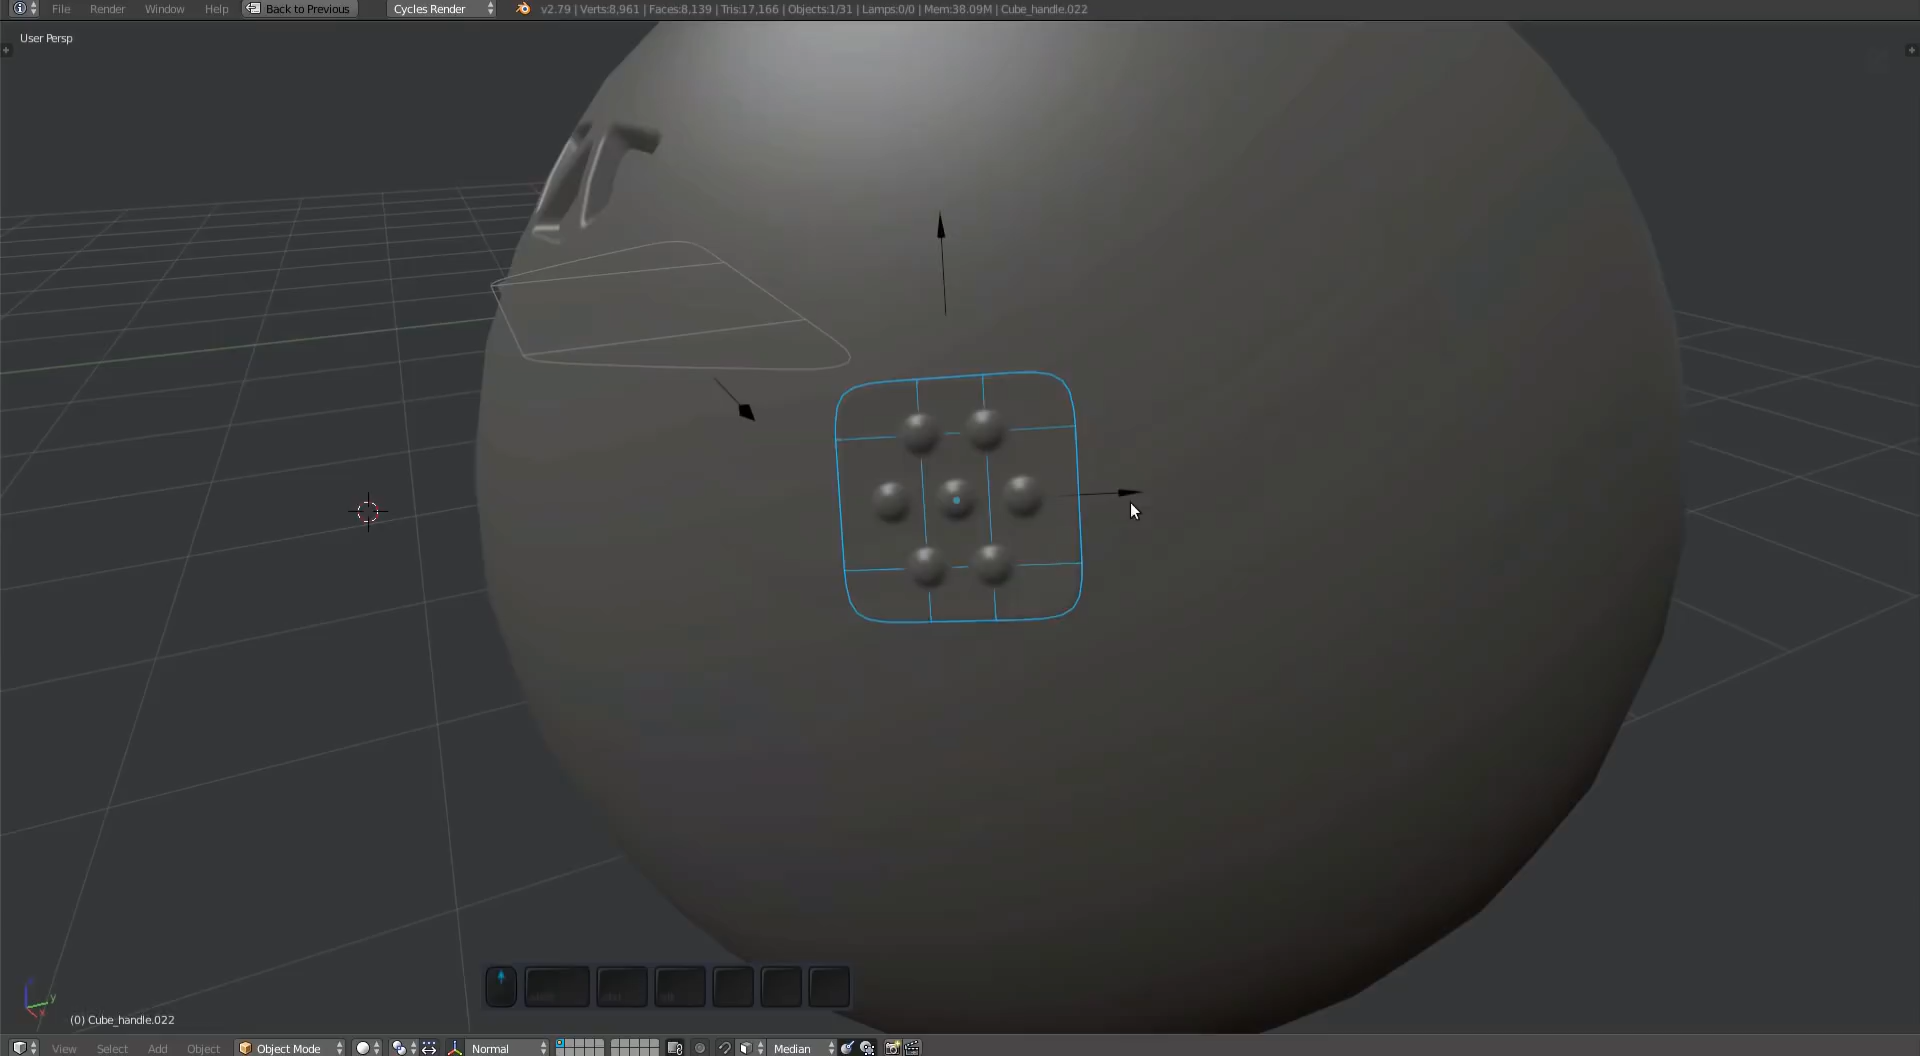 File Render Window Help Back to Previous Cycles Render v2.79 | Verts:8,961 | Faces:8,139 | Tris:17,166 | Objects:1/31 | Lamps:0/0 | Mem:38.09M | Cube_handle.022
User Persp
y
x
(0) Cube_handle.022
View Select Add Object Object Mode Normal Median